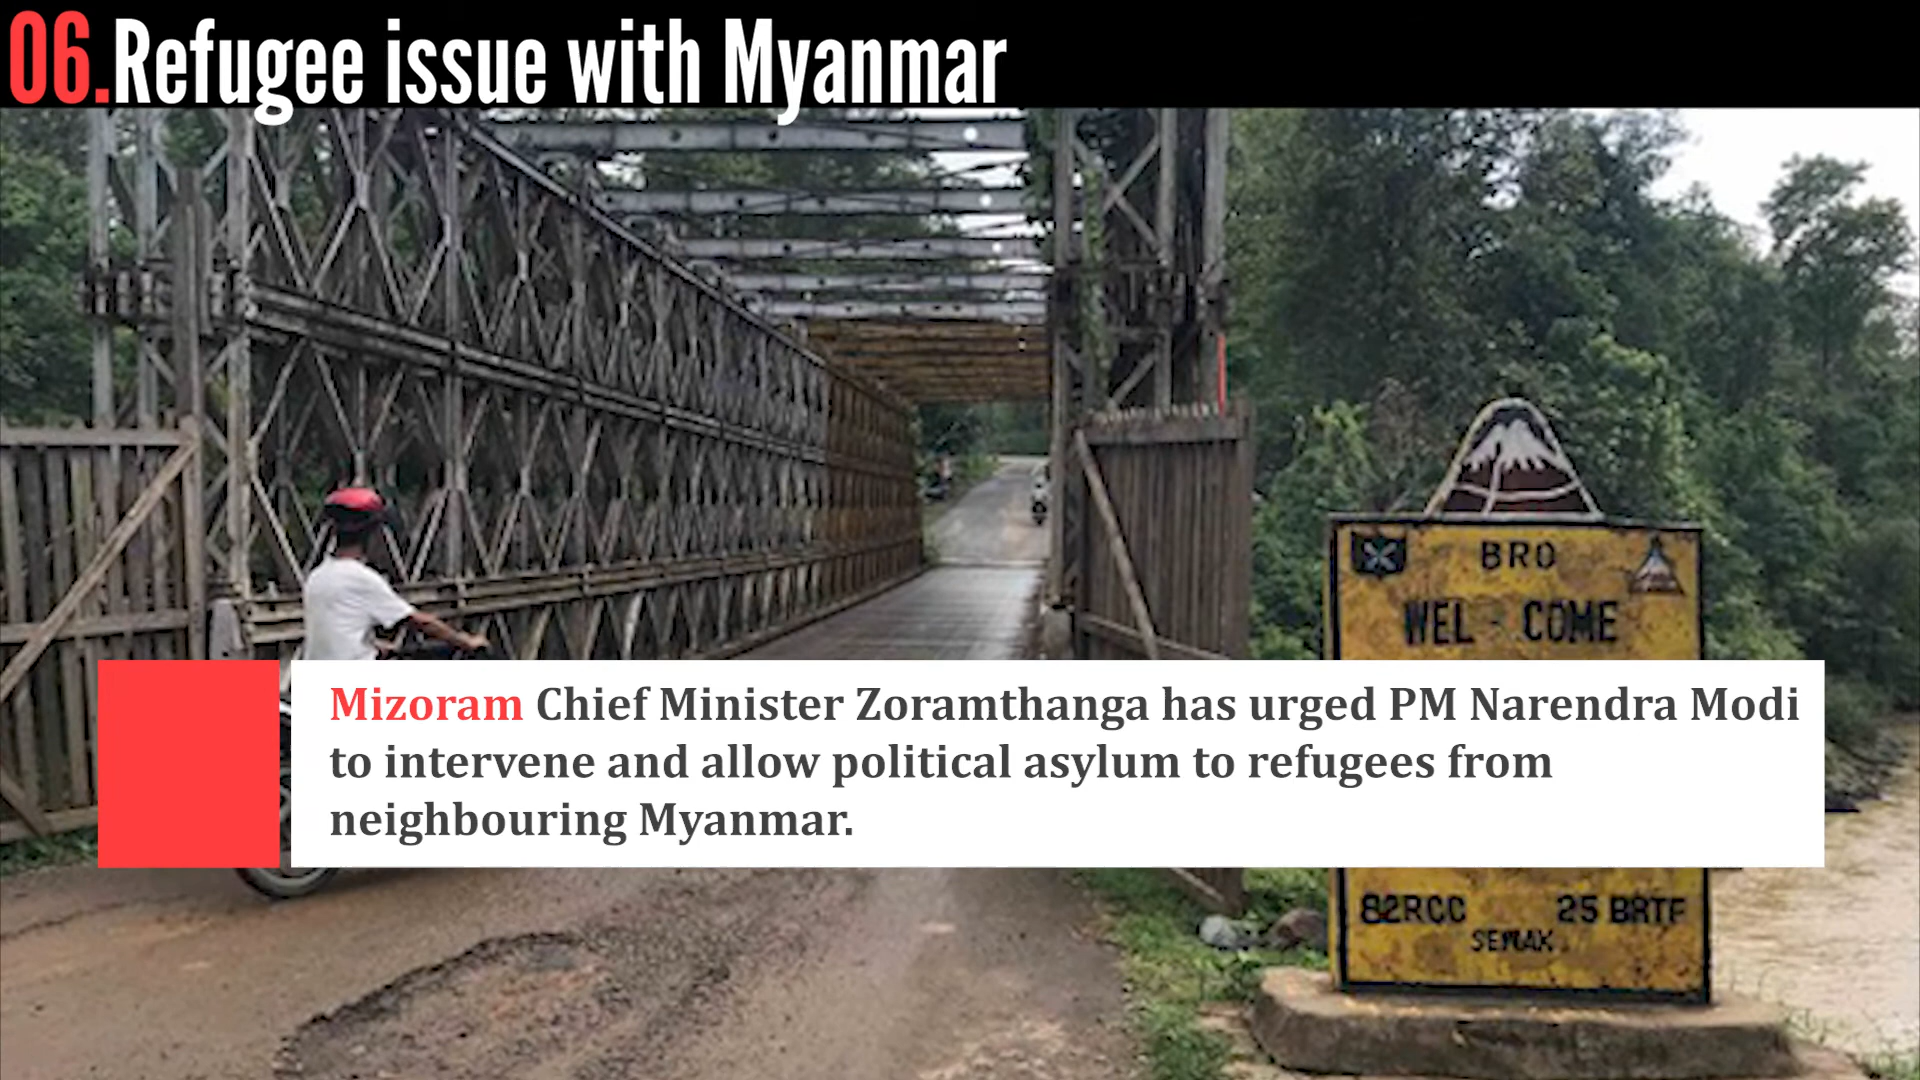 06.Refugee issue with Myanmar
BRO
WEL - COME
Mizoram Chief Minister Zoramthanga has urged PM Narendra Modi
to intervene and allow political asylum to refugees from
neighbouring Myanmar.
82RCC 25 BRTF
SEWAK